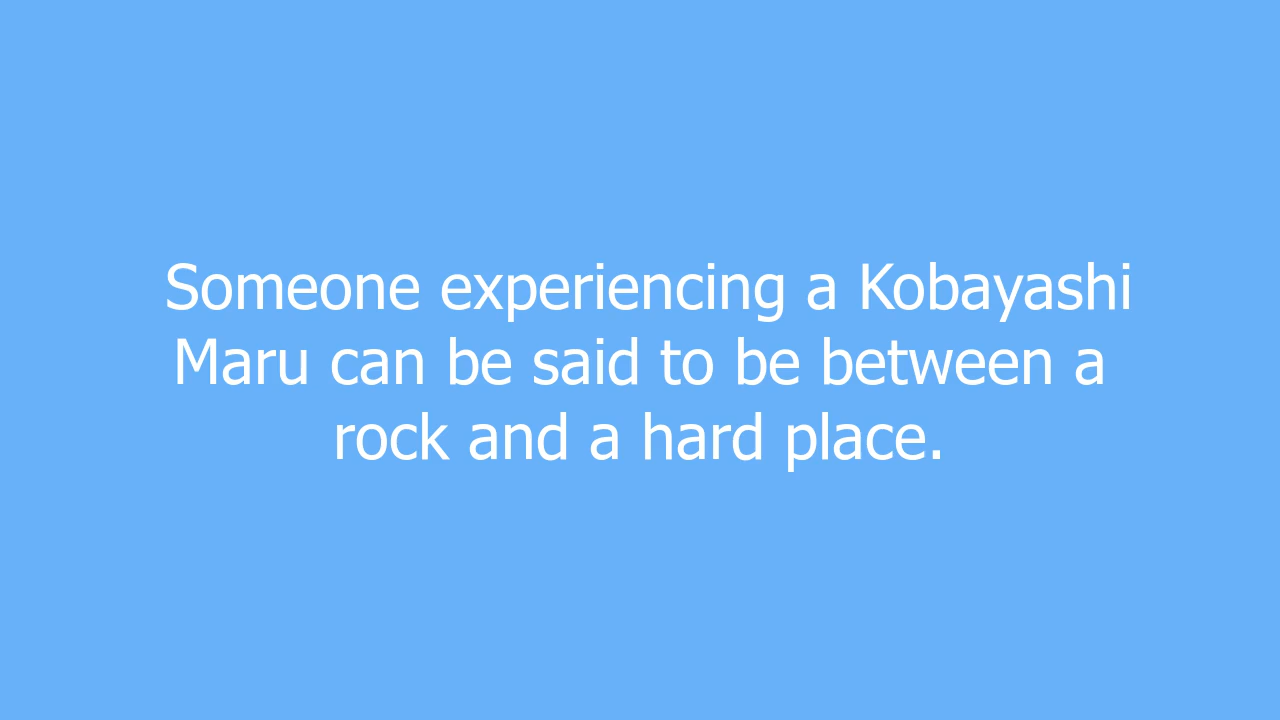 Someone experiencing a Kobayashi
Maru can be said to be between a
rock and a hard place.